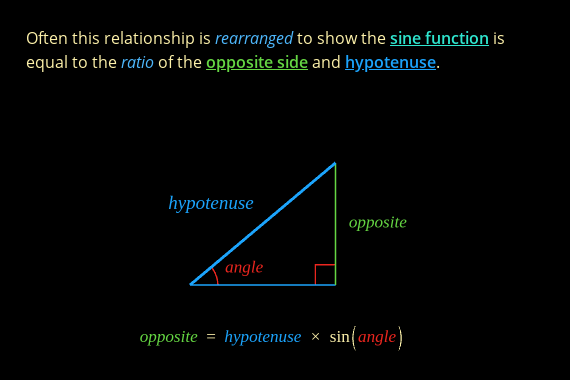 Often this relationship is rearranged to show the sine function is
equal to the ratio of the opposite side and hypotenuse.
hypotenuse
opposite
angle
opposite = hypotenuse × sin(angle)